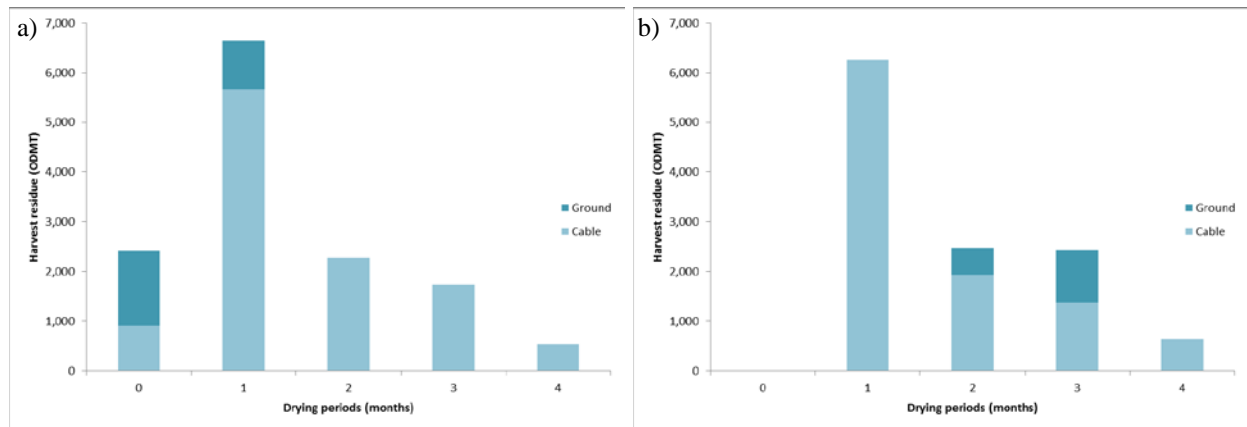 a)
7,000
6,000
5,000
4,000
3,000
2,000
1,000
0
Harvest residue (ODMT)
0 1 2 3 4
Drying periods (months)
Ground
Cable
b)
7,000
6,000
5,000
4,000
3,000
2,000
1,000
0
Harvest residue (ODMT)
0 1 2 3 4
Drying periods (months)
Ground
Cable